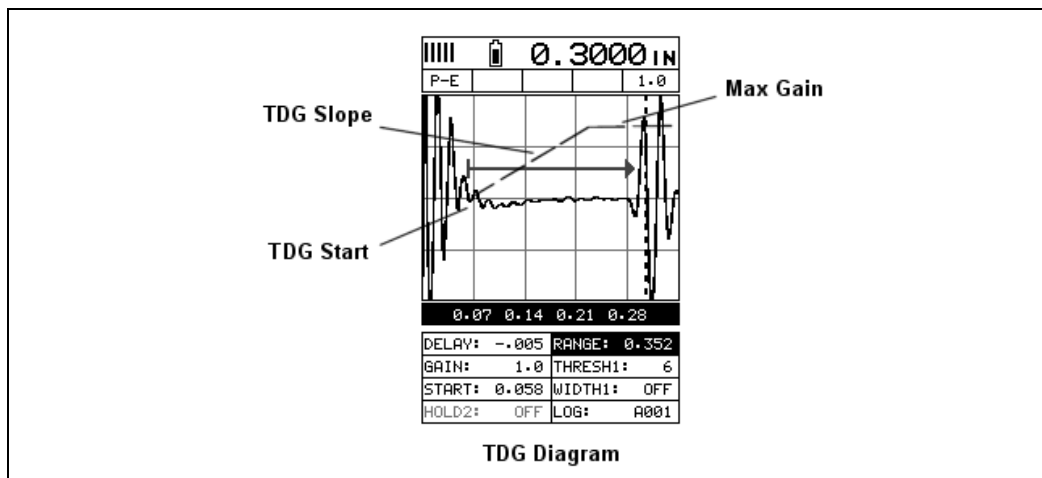 0.3000 IN
P-E 1.0
Max Gain
TDG Slope
TDG Start
0.07 0.14 0.21 0.28
DELAY: -.005 RANGE: 0.352
GAIN: 1.0 THRESH1: 6
START: 0.058 WIDTH1: OFF
HOLD2: OFF LOG: A001
TDG Diagram